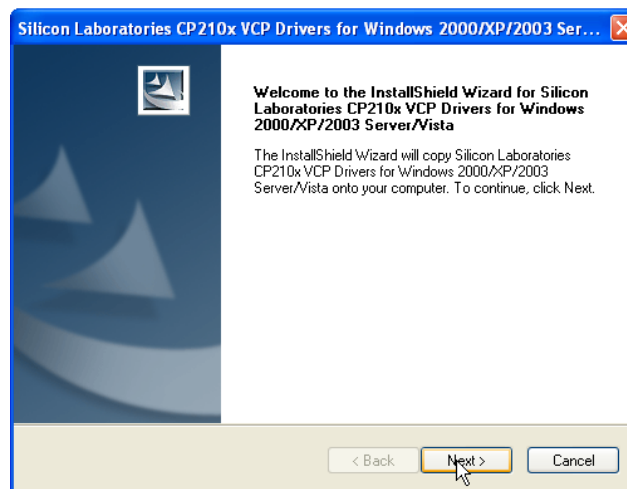 Silicon Laboratories CP210x VCP Drivers for Windows 2000/XP/2003 Ser...
Welcome to the InstallShield Wizard for Silicon
Laboratories CP210x VCP Drivers for Windows
2000/XP/2003 Server/Vista
The InstallShield Wizard will copy Silicon Laboratories
CP210x VCP Drivers for Windows 2000/XP/2003
Server/Vista onto your computer. To continue, click Next.
< Back
Next >
Cancel